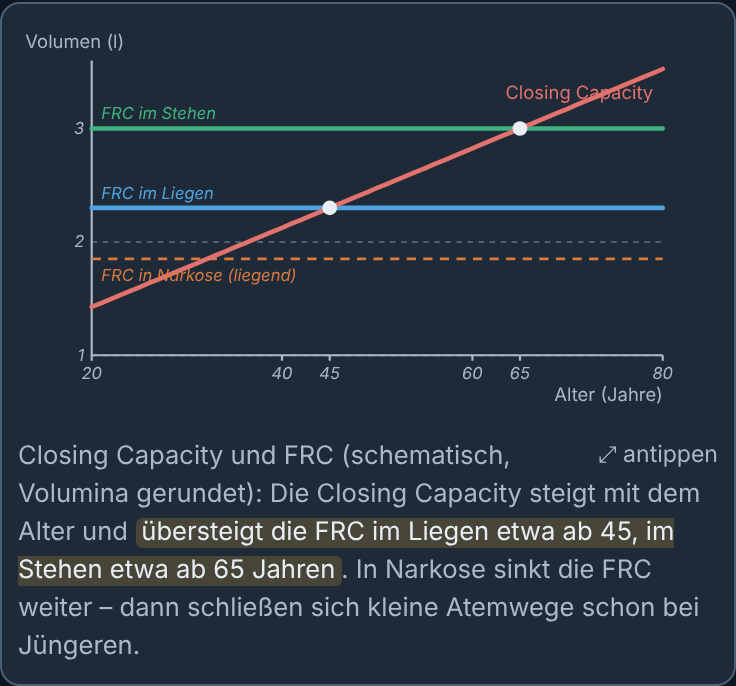 Volumen (l)
Closing Capacity
FRC im Stehen
3
FRC im Liegen
2
FRC in Narkose (liegend)
1
20 40 45 60 65 80
Alter (Jahre)
Closing Capacity und FRC (schematisch, ⤢ antippen
Volumina gerundet): Die Closing Capacity steigt mit dem
Alter und übersteigt die FRC im Liegen etwa ab 45, im
Stehen etwa ab 65 Jahren. In Narkose sinkt die FRC
weiter – dann schließen sich kleine Atemwege schon bei
Jüngeren.